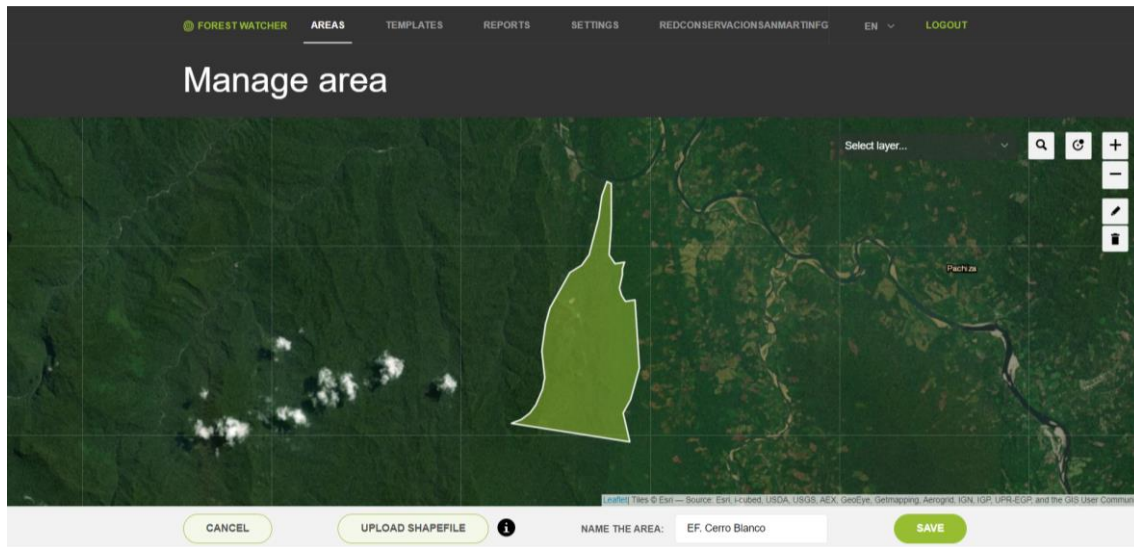 FOREST WATCHER AREAS TEMPLATES REPORTS SETTINGS REDCONSERVACIONSANMARTINFG EN LOGOUT
Manage area
Select layer...
Pachiza
Leaflet| Tiles © Esri — Source: Esri, i-cubed, USDA, USGS, AEX, GeoEye, Getmapping, Aerogrid, IGN, IGP, UPR-EGP, and the GIS User Commun
CANCEL UPLOAD SHAPEFILE NAME THE AREA: EF. Cerro Blanco SAVE